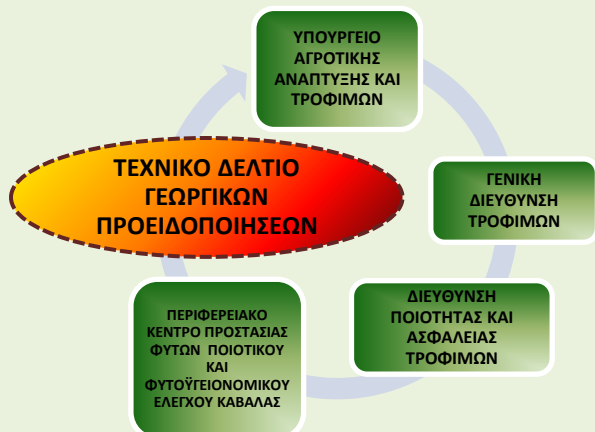 ΥΠΟΥΡΓΕΙΟ
ΑΓΡΟΤΙΚΗΣ
ΑΝΑΠΤΥΞΗΣ ΚΑΙ
ΤΡΟΦΙΜΩΝ
ΤΕΧΝΙΚΟ ΔΕΛΤΙΟ
ΓΕΩΡΓΙΚΩΝ
ΠΡΟΕΙΔΟΠΟΙΗΣΕΩΝ
ΓΕΝΙΚΗ
ΔΙΕΥΘΥΝΣΗ
ΤΡΟΦΙΜΩΝ
ΔΙΕΥΘΥΝΣΗ
ΠΟΙΟΤΗΤΑΣ ΚΑΙ
ΑΣΦΑΛΕΙΑΣ
ΤΡΟΦΙΜΩΝ
ΠΕΡΙΦΕΡΕΙΑΚΟ
ΚΕΝΤΡΟ ΠΡΟΣΤΑΣΙΑΣ
ΦΥΤΩΝ ΠΟΙΟΤΙΚΟΥ
ΚΑΙ
ΦΥΤΟΫΓΕΙΟΝΟΜΙΚΟΥ
ΕΛΕΓΧΟΥ ΚΑΒΑΛΑΣ